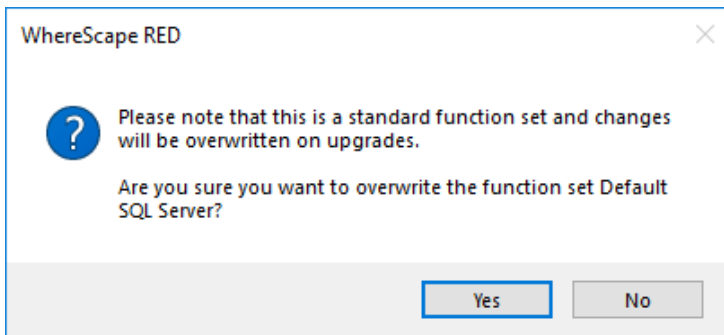 WhereScape RED
Please note that this is a standard function set and changes
will be overwritten on upgrades.
Are you sure you want to overwrite the function set Default
SQL Server?
Yes
No